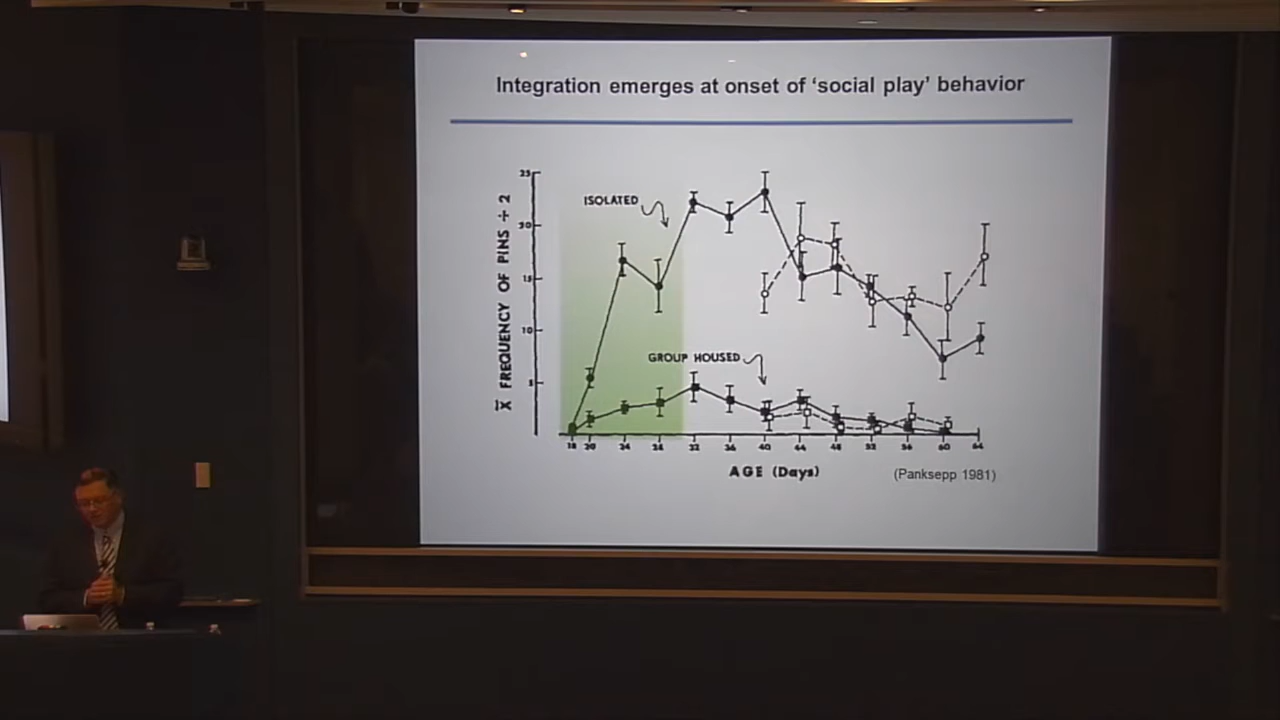 Integration emerges at onset of ‘social play’ behavior
X̄ FREQUENCY OF PINS ÷ 2
25
20
15
10
5
ISOLATED
GROUP HOUSED
18 20 24 28 32 36 40 44 48 52 56 60 64
AGE (Days)
(Panksepp 1981)